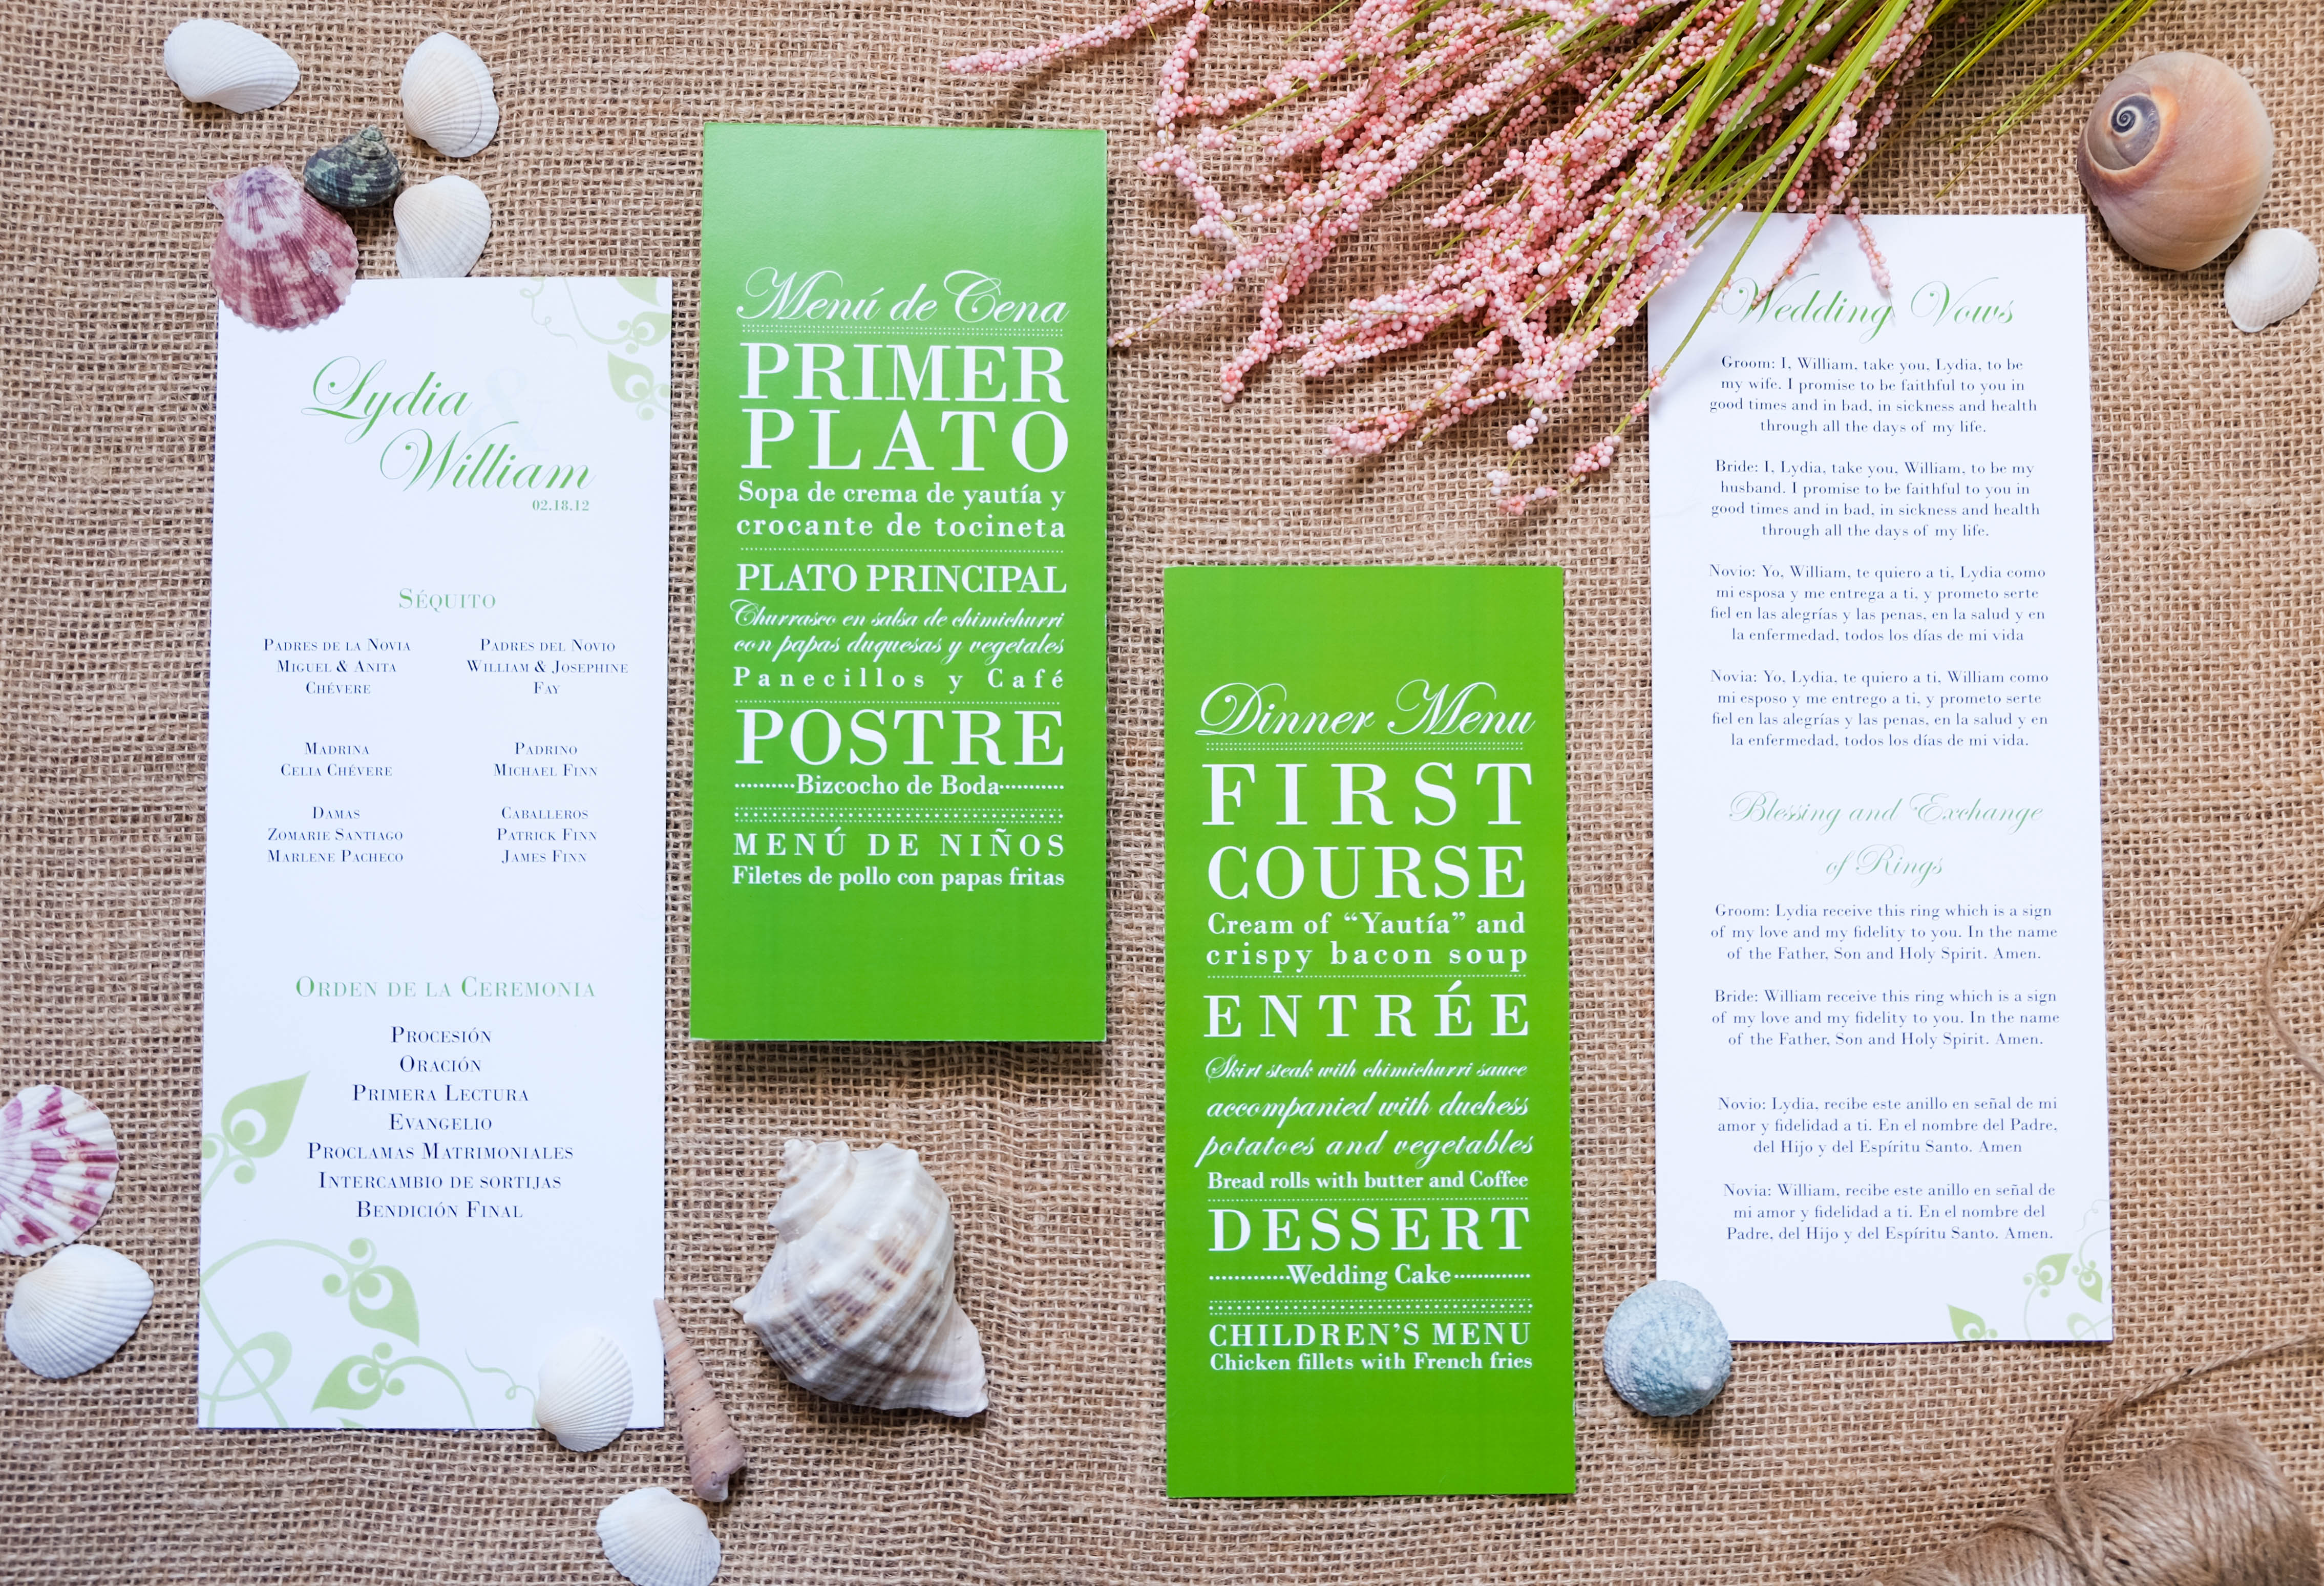 Lydia
&
William
02.18.12
Séquito
Padres de la Novia
Miguel & Anita
Chévere
Padres del Novio
William & Josephine
Fay
Madrina
Celia Chévere
Padrino
Michael Finn
Damas
Zomarie Santiago
Marlene Pacheco
Caballeros
Patrick Finn
James Finn
Orden de la Ceremonia
Procesión
Oración
Primera Lectura
Evangelio
Proclamas Matrimoniales
Intercambio de sortijas
Bendición Final
Menú de Cena
PRIMER
PLATO
Sopa de crema de yautía y
crocante de tocineta
PLATO PRINCIPAL
Churrasco en salsa de chimichurri
con papas duquesas y vegetales
Panecillos y Café
POSTRE
Bizcocho de Boda
MENÚ DE NIÑOS
Filetes de pollo con papas fritas
Dinner Menu
FIRST
COURSE
Cream of “Yautía” and
crispy bacon soup
ENTRÉE
Skirt steak with chimichurri sauce
accompanied with duchess
potatoes and vegetables
Bread rolls with butter and Coffee
DESSERT
Wedding Cake
CHILDREN’S MENU
Chicken fillets with French fries
Wedding Vows
Groom: I, William, take you, Lydia, to be
my wife. I promise to be faithful to you in
good times and in bad, in sickness and health
through all the days of my life.
Bride: I, Lydia, take you, William, to be my
husband. I promise to be faithful to you in
good times and in bad, in sickness and health
through all the days of my life.
Novio: Yo, William, te quiero a ti, Lydia como
mi esposa y me entrega a ti, y prometo serte
fiel en las alegrías y las penas, en la salud y en
la enfermedad, todos los días de mi vida
Novia: Yo, Lydia, te quiero a ti, William como
mi esposo y me entrego a ti, y prometo serte
fiel en las alegrías y las penas, en la salud y en
la enfermedad, todos los días de mi vida.
Blessing and Exchange
of Rings
Groom: Lydia receive this ring which is a sign
of my love and my fidelity to you. In the name
of the Father, Son and Holy Spirit. Amen.
Bride: William receive this ring which is a sign
of my love and my fidelity to you. In the name
of the Father, Son and Holy Spirit. Amen.
Novio: Lydia, recibe este anillo en señal de mi
amor y fidelidad a ti. En el nombre del Padre,
del Hijo y del Espíritu Santo. Amen
Novia: William, recibe este anillo en señal de
mi amor y fidelidad a ti. En el nombre del
Padre, del Hijo y del Espíritu Santo. Amen.